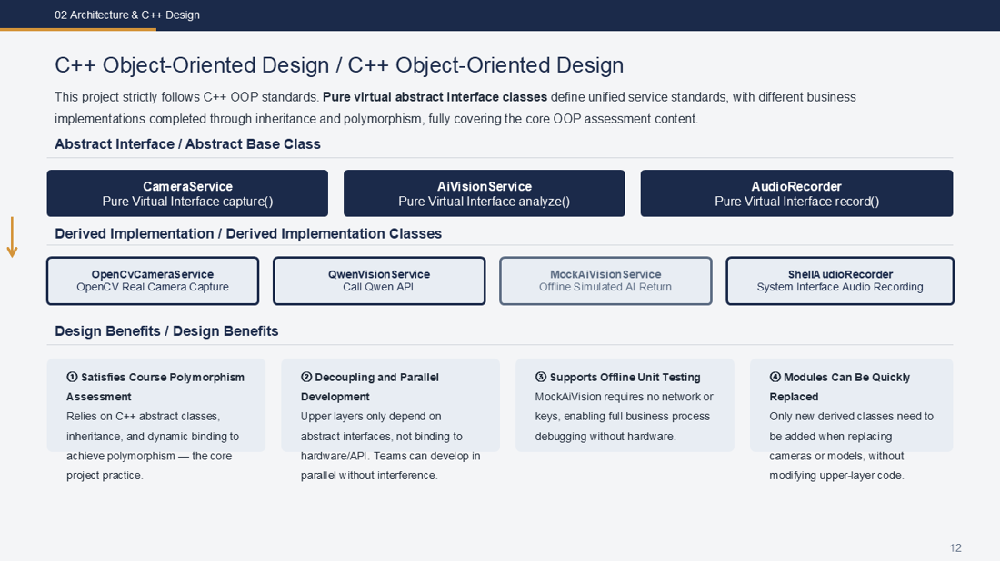 02 Architecture & C++ Design
C++ Object-Oriented Design / C++ Object-Oriented Design
This project strictly follows C++ OOP standards. Pure virtual abstract interface classes define unified service standards, with different business
implementations completed through inheritance and polymorphism, fully covering the core OOP assessment content.
Abstract Interface / Abstract Base Class
CameraService
Pure Virtual Interface capture()
AiVisionService
Pure Virtual Interface analyze()
AudioRecorder
Pure Virtual Interface record()
Derived Implementation / Derived Implementation Classes
OpenCvCameraService
OpenCV Real Camera Capture
QwenVisionService
Call Qwen API
MockAiVisionService
Offline Simulated AI Return
ShellAudioRecorder
System Interface Audio Recording
Design Benefits / Design Benefits
① Satisfies Course Polymorphism
Assessment
Relies on C++ abstract classes,
inheritance, and dynamic binding to
achieve polymorphism — the core
project practice.
② Decoupling and Parallel
Development
Upper layers only depend on
abstract interfaces, not binding to
hardware/API. Teams can develop in
parallel without interference.
③ Supports Offline Unit Testing
MockAiVision requires no network or
keys, enabling full business process
debugging without hardware.
④ Modules Can Be Quickly
Replaced
Only new derived classes need to
be added when replacing
cameras or models, without
modifying upper-layer code.
12